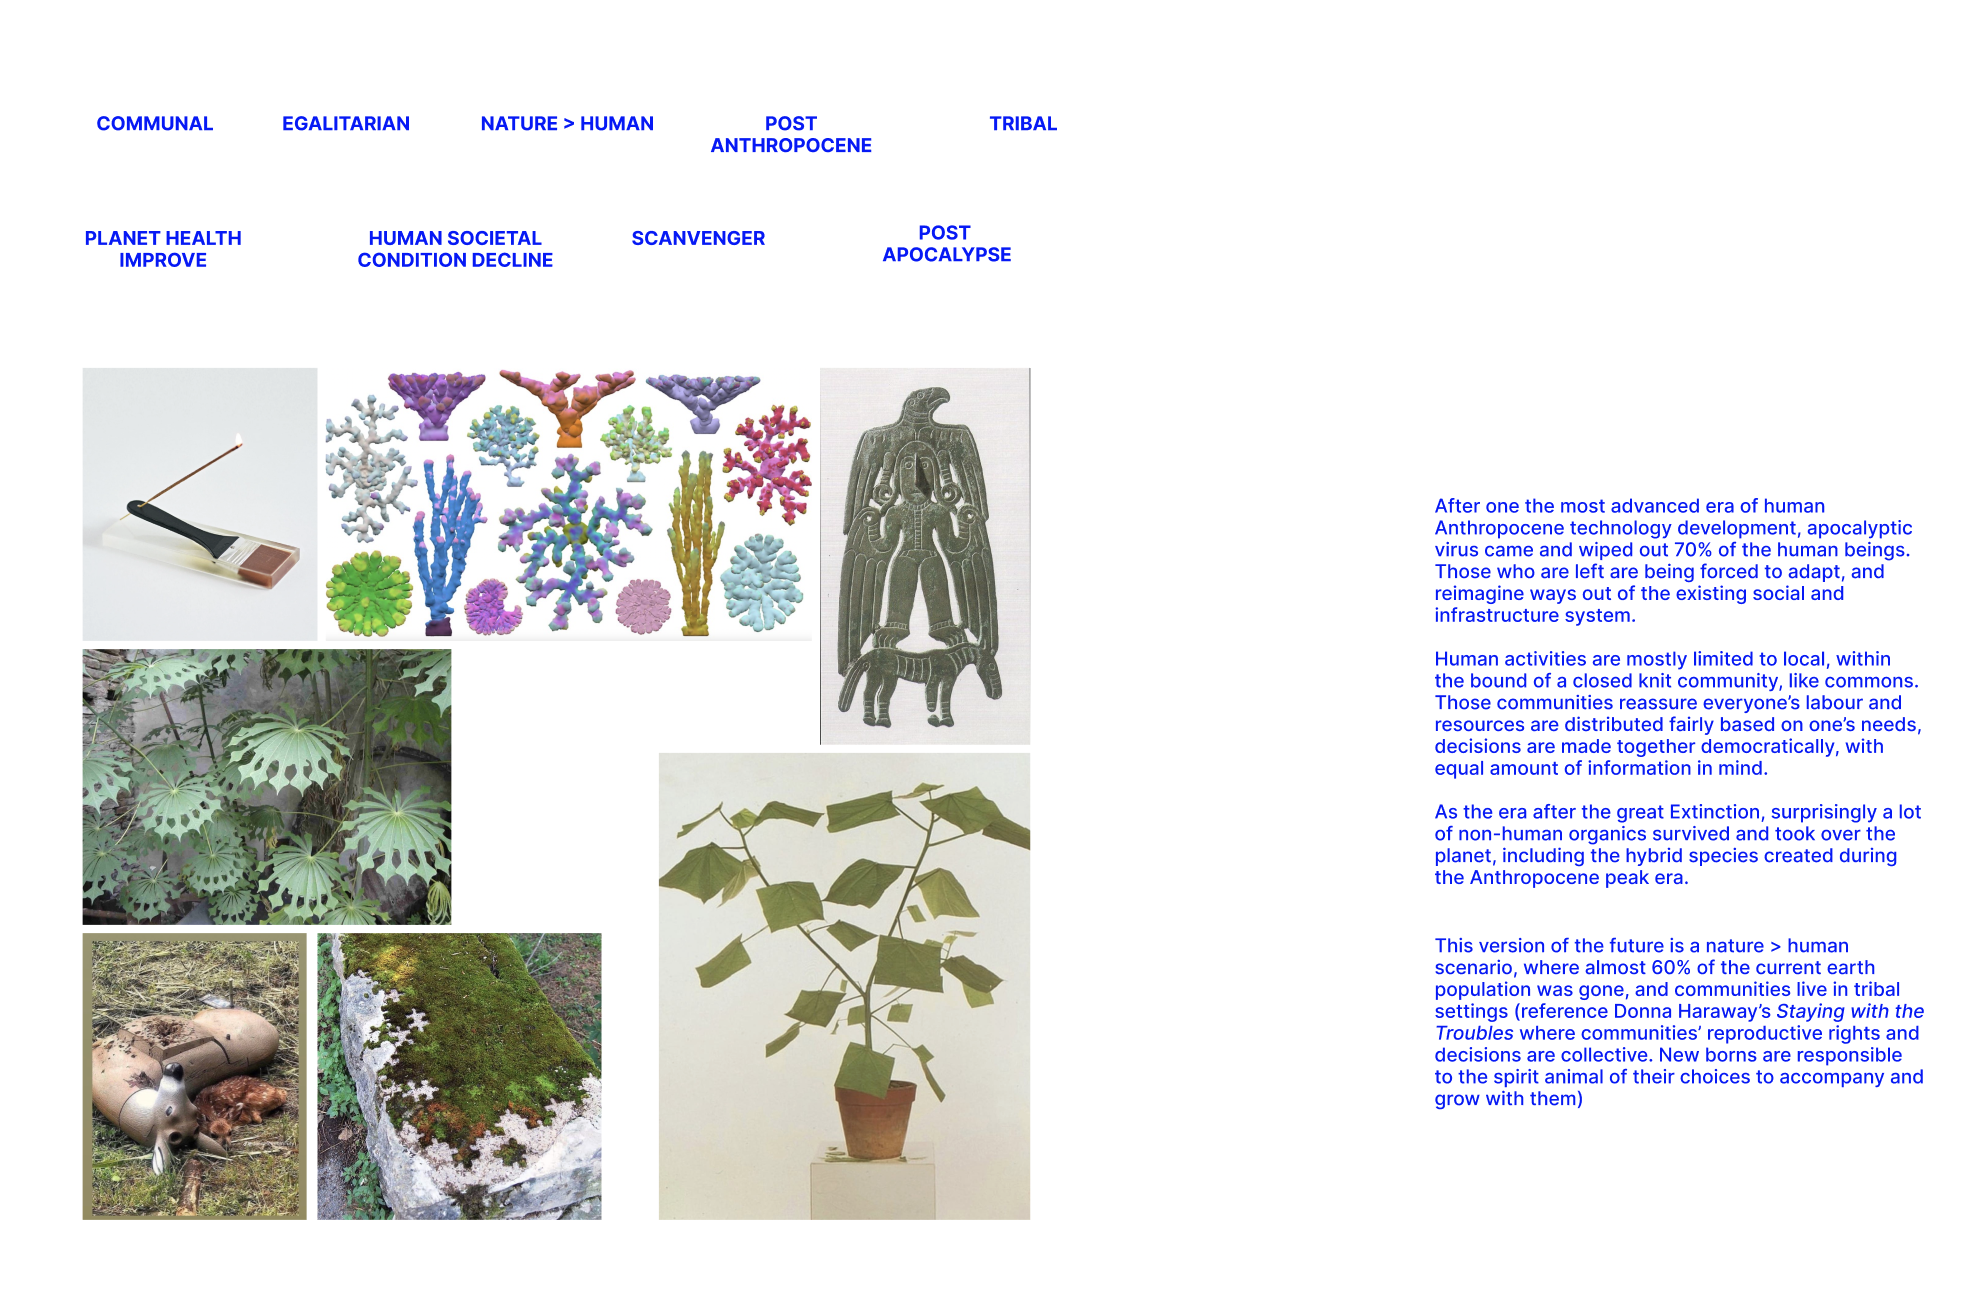 COMMUNAL
EGALITARIAN
NATURE > HUMAN
POST
ANTHROPOCENE
TRIBAL
PLANET HEALTH
IMPROVE
HUMAN SOCIETAL
CONDITION DECLINE
SCANVENGER
POST
APOCALYPSE
After one the most advanced era of human
Anthropocene technology development, apocalyptic
virus came and wiped out 70% of the human beings.
Those who are left are being forced to adapt, and
reimagine ways out of the existing social and
infrastructure system.
Human activities are mostly limited to local, within
the bound of a closed knit community, like commons.
Those communities reassure everyone’s labour and
resources are distributed fairly based on one’s needs,
decisions are made together democratically, with
equal amount of information in mind.
As the era after the great Extinction, surprisingly a lot
of non-human organics survived and took over the
planet, including the hybrid species created during
the Anthropocene peak era.
This version of the future is a nature > human
scenario, where almost 60% of the current earth
population was gone, and communities live in tribal
settings (reference Donna Haraway’s Staying with the
Troubles where communities’ reproductive rights and
decisions are collective. New borns are responsible
to the spirit animal of their choices to accompany and
grow with them)